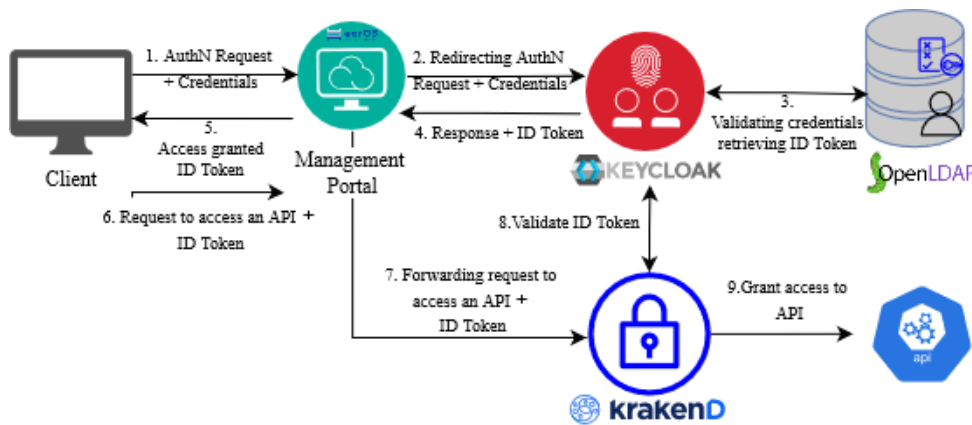 aerOS
1. AuthN Request
+ Credentials
2. Redirecting AuthN
Request + Credentials
3.
Validating credentials
retrieving ID Token
4. Response + ID Token
5.
Access granted
ID Token
Client
Management
Portal
KEYCLOAK
OpenLDAP
6. Request to access an API +
ID Token
8.Validate ID Token
7. Forwarding request to
access an API +
ID Token
9.Grant access to
API
api
krakenD